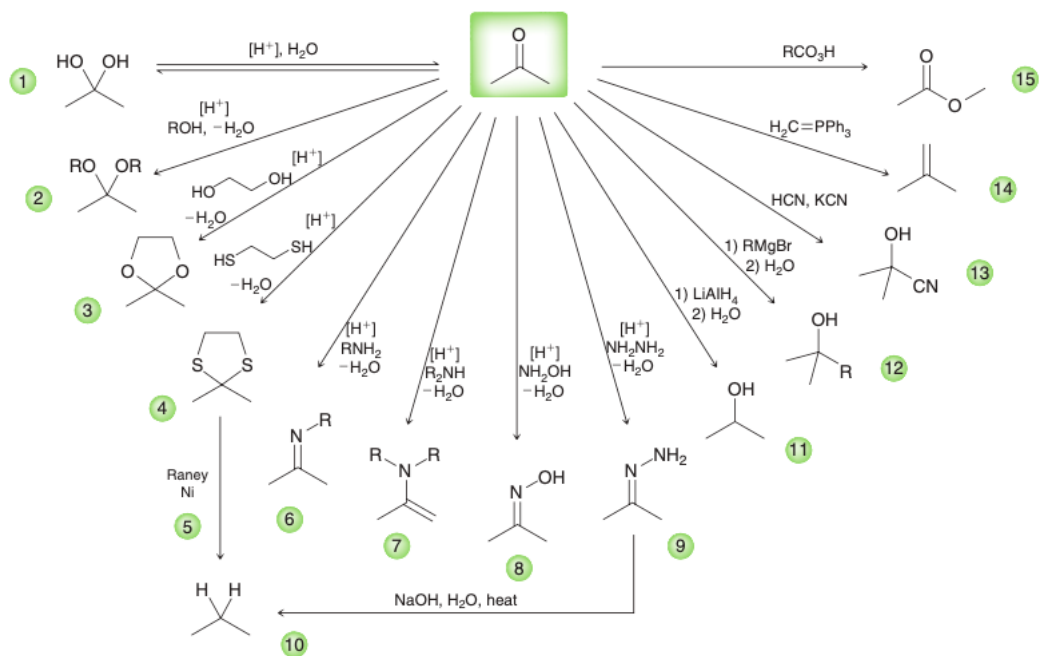 O
HO OH
1
[H+], H2O
RCO3H
O
O
15
[H+]
ROH, −H2O
RO OR
2
H2C=PPh3
14
[H+]
HO OH
−H2O
O O
3
HCN, KCN
OH
CN
13
[H+]
HS SH
−H2O
S S
4
1) RMgBr
2) H2O
OH
R
12
1) LiAlH4
2) H2O
OH
11
[H+]
RNH2
−H2O
N R
6
[H+]
R2NH
−H2O
R R
N
7
[H+]
NH2OH
−H2O
N OH
8
[H+]
NH2NH2
−H2O
N NH2
9
Raney
Ni
5
NaOH, H2O, heat
H H
10